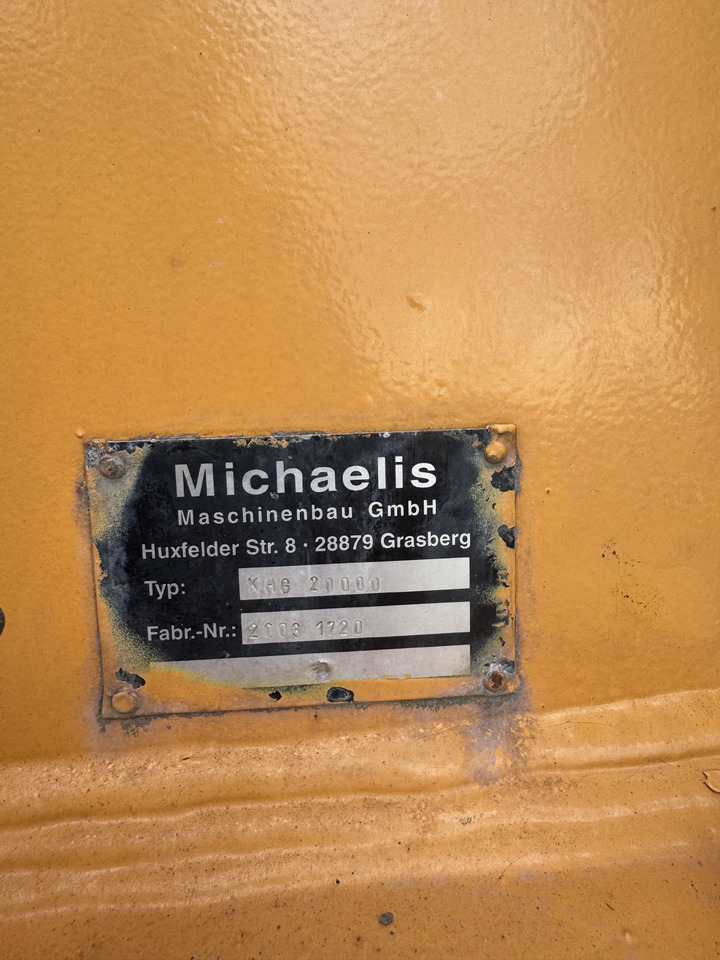 Michaelis
Maschinenbau GmbH
Huxfelder Str. 8 · 28879 Grasberg
Typ: KHG 20000
Fabr.-Nr.: 2003 1720